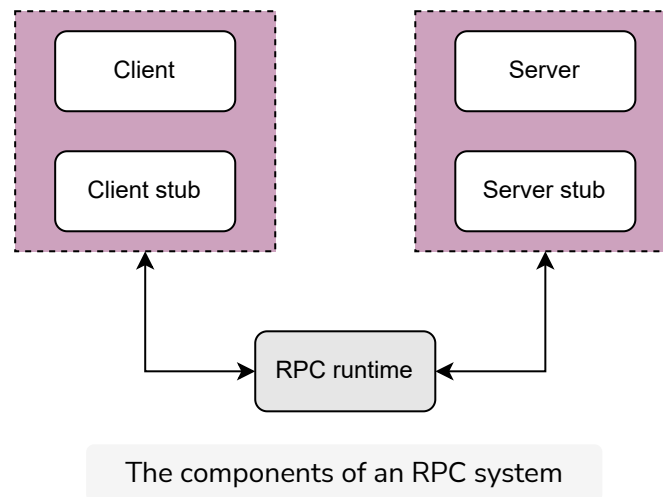 Client
Server
Client stub
Server stub
RPC runtime
The components of an RPC system